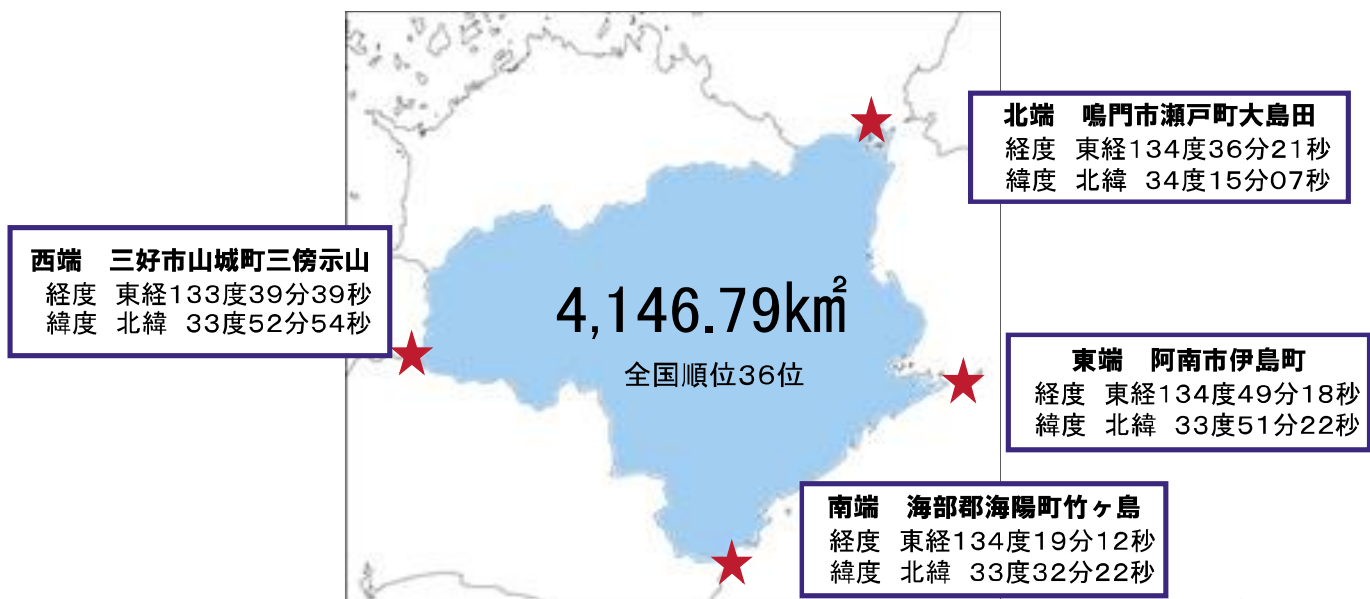 北端　鳴門市瀬戸町大島田
経度　東経134度36分21秒
緯度　北緯　34度15分07秒
西端　三好市山城町三傍示山
経度　東経133度39分39秒
緯度　北緯　33度52分54秒
4,146.79k㎡
全国順位36位
東端　阿南市伊島町
経度　東経134度49分18秒
緯度　北緯　33度51分22秒
南端　海部郡海陽町竹ヶ島
経度　東経134度19分12秒
緯度　北緯　33度32分22秒